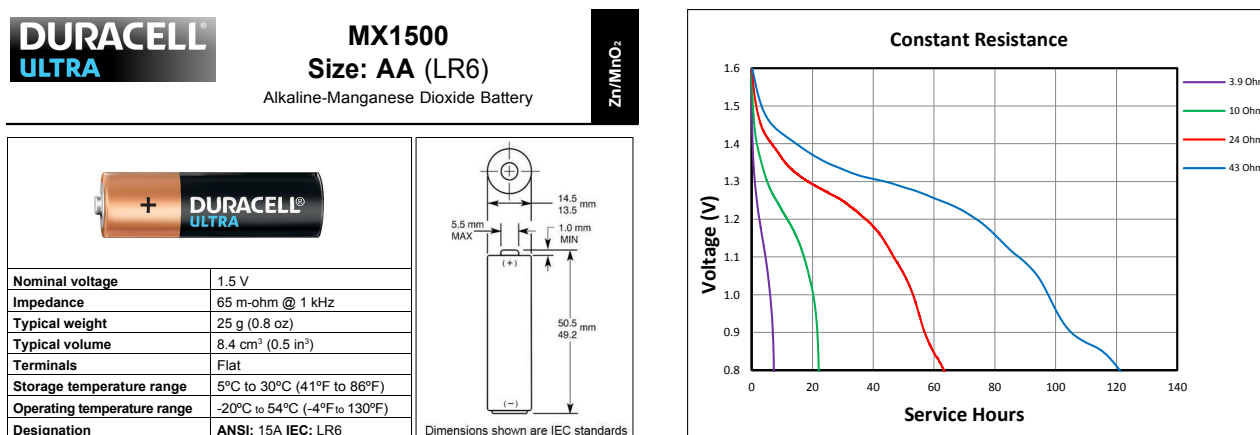 DURACELL®
ULTRA
MX1500
Size: AA (LR6)
Alkaline-Manganese Dioxide Battery
Zn/MnO₂
+
DURACELL®
ULTRA
Nominal voltage 1.5 V
Impedance 65 m-ohm @ 1 kHz
Typical weight 25 g (0.8 oz)
Typical volume 8.4 cm³ (0.5 in³)
Terminals Flat
Storage temperature range 5ºC to 30ºC (41ºF to 86ºF)
Operating temperature range -20ºC to 54ºC (-4ºF to 130ºF)
Designation ANSI: 15A IEC: LR6
14.5
13.5 mm
5.5 mm
MAX
1.0 mm
MIN
(+)
50.5
49.2 mm
(−)
Dimensions shown are IEC standards
Constant Resistance
Voltage (V)
1.6
1.5
1.4
1.3
1.2
1.1
1.0
0.9
0.8
0 20 40 60 80 100 120 140
Service Hours
3.9 Ohm
10 Ohm
24 Ohm
43 Ohm